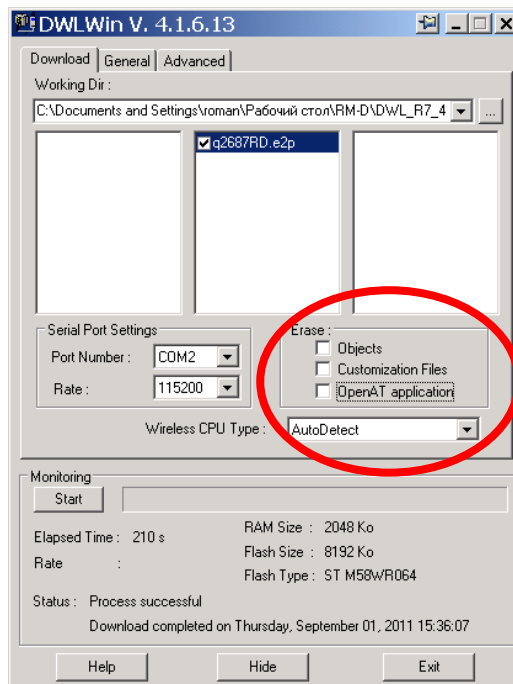 DWLWin V. 4.1.6.13
Download General Advanced
Working Dir :
C:\Documents and Settings\roman\Рабочий стол\RM-D\DWL_R7_4 ...
q2687RD.e2p
Serial Port Settings
Port Number : COM2
Rate : 115200
Erase :
Objects
Customization Files
OpenAT application
Wireless CPU Type : AutoDetect
Monitoring
Start
Elapsed Time : 210 s
Rate :
RAM Size : 2048 Ko
Flash Size : 8192 Ko
Flash Type : ST M58WR064
Status : Process successful
Download completed on Thursday, September 01, 2011 15:36:07
Help Hide Exit